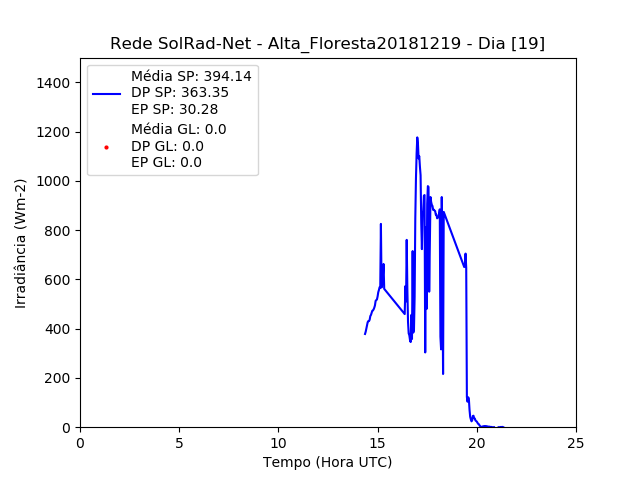 Rede SolRad-Net - Alta_Floresta20181219 - Dia [19]
Média SP: 394.14
DP SP: 363.35
EP SP: 30.28
Média GL: 0.0
DP GL: 0.0
EP GL: 0.0
Irradiância (Wm-2)
1400
1200
1000
800
600
400
200
0
0 5 10 15 20 25
Tempo (Hora UTC)